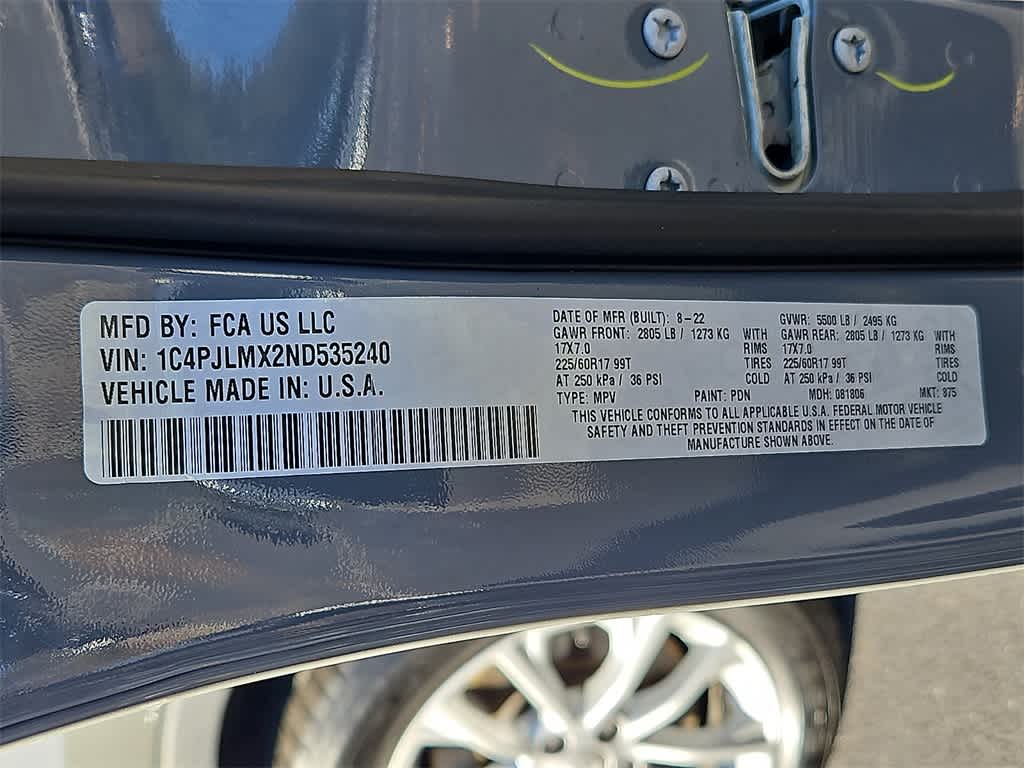 MFD BY: FCA US LLC
VIN: 1C4PJLMX2ND535240
VEHICLE MADE IN: U.S.A.
DATE OF MFR (BUILT): 8-22 GVWR: 5500 LB / 2495 KG
GAWR FRONT: 2805 LB / 1273 KG WITH GAWR REAR: 2805 LB / 1273 KG WITH
17X7.0 RIMS 17X7.0 RIMS
225/60R17 99T TIRES 225/60R17 99T TIRES
AT 250 kPa / 36 PSI COLD AT 250 kPa / 36 PSI COLD
TYPE: MPV PAINT: PDN MDH: 081806 MKT: 875
THIS VEHICLE CONFORMS TO ALL APPLICABLE U.S.A. FEDERAL MOTOR VEHICLE
SAFETY AND THEFT PREVENTION STANDARDS IN EFFECT ON THE DATE OF
MANUFACTURE SHOWN ABOVE.